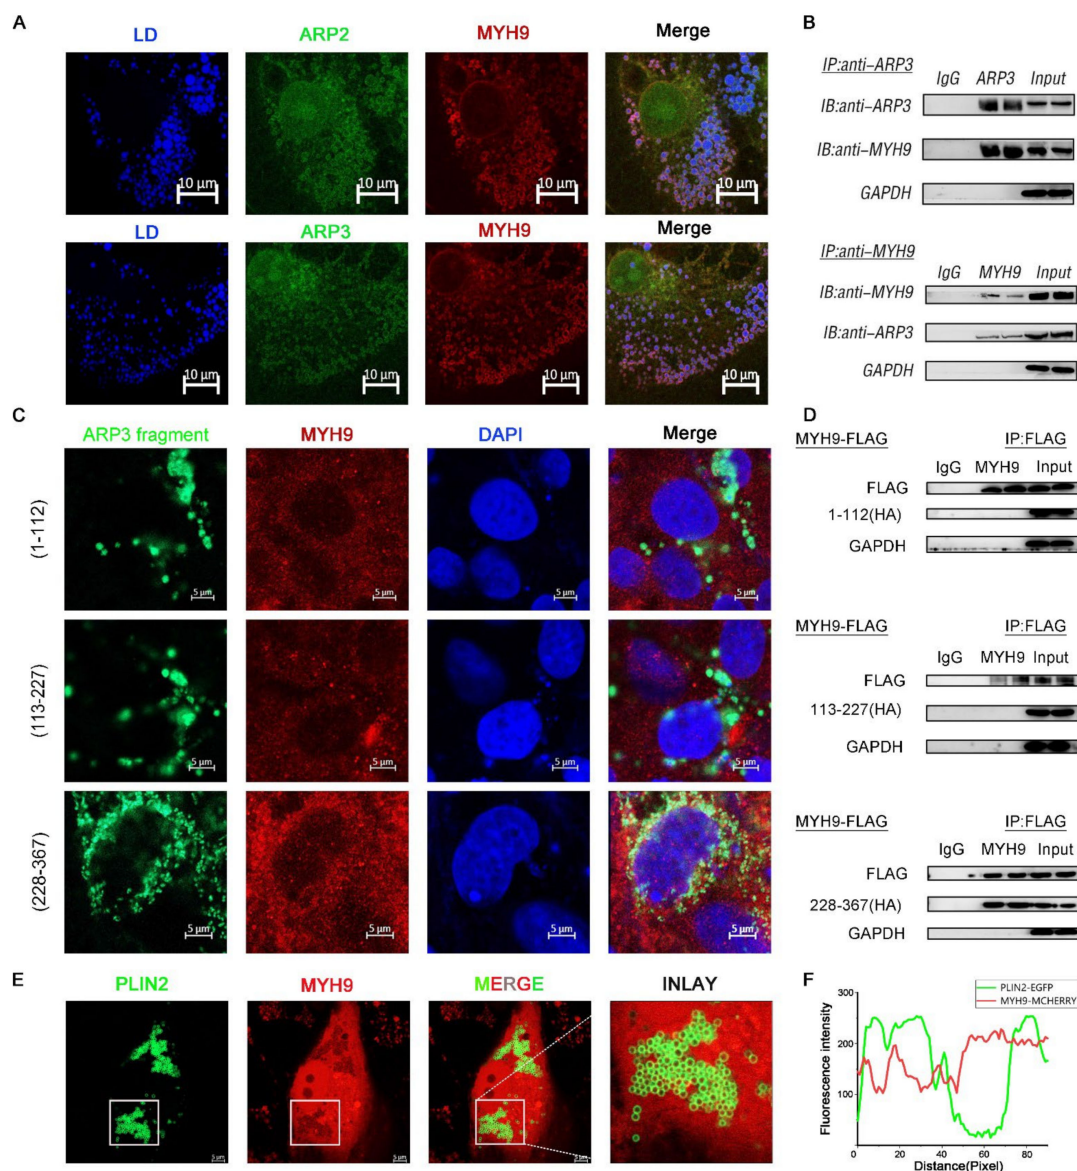 A
LD ARP2 MYH9 Merge
10 µm 10 µm 10 µm 10 µm
LD ARP3 MYH9 Merge
10 µm 10 µm 10 µm 10 µm
B
IP:anti–ARP3
IgG ARP3 Input
IB:anti–ARP3
IB:anti–MYH9
GAPDH
IP:anti–MYH9
IgG MYH9 Input
IB:anti–MYH9
IB:anti–ARP3
GAPDH
C
ARP3 fragment MYH9 DAPI Merge
(1-112)
5 µm 5 µm 5 µm 5 µm
(113-227)
5 µm 5 µm 5 µm 5 µm
(228-367)
5 µm 5 µm 5 µm 5 µm
D
MYH9-FLAG IP:FLAG
IgG MYH9 Input
FLAG
1-112(HA)
GAPDH
MYH9-FLAG IP:FLAG
IgG MYH9 Input
FLAG
113-227(HA)
GAPDH
MYH9-FLAG IP:FLAG
IgG MYH9 Input
FLAG
228-367(HA)
GAPDH
E
PLIN2 MYH9 MERGE INLAY
5 µm 5 µm 5 µm
F
PLIN2-EGFP
MYH9-MCHERRY
Fluorescence intensity
300
200
100
0 20 40 60 80
Distance(Pixel)